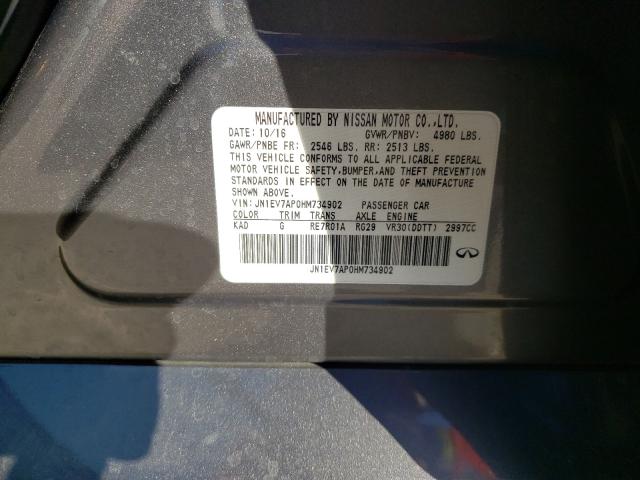 MANUFACTURED BY NISSAN MOTOR CO.,LTD.
DATE: 10/16 GVWR/PNBV: 4980 LBS.
GAWR/PNBE FR: 2546 LBS. RR: 2513 LBS.
THIS VEHICLE CONFORMS TO ALL APPLICABLE FEDERAL
MOTOR VEHICLE SAFETY,BUMPER,AND THEFT PREVENTION
STANDARDS IN EFFECT ON THE DATE OF MANUFACTURE
SHOWN ABOVE.
VIN: JN1EV7AP0HM734902 PASSENGER CAR
COLOR TRIM TRANS AXLE ENGINE
KAD G RE7R01A RG29 VR30(DDTT) 2997CC
JN1EV7AP0HM734902